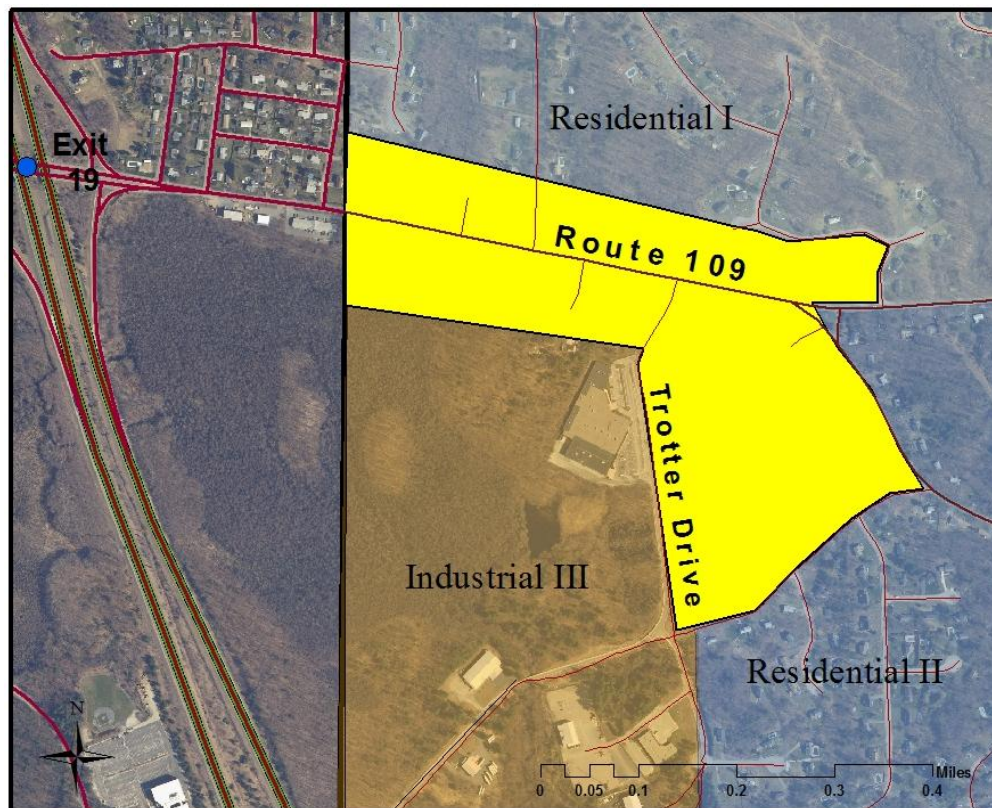 Exit
19
Residential I
Route 109
Trotter Drive
Industrial III
Residential II
N
Miles
0 0.05 0.1 0.2 0.3 0.4